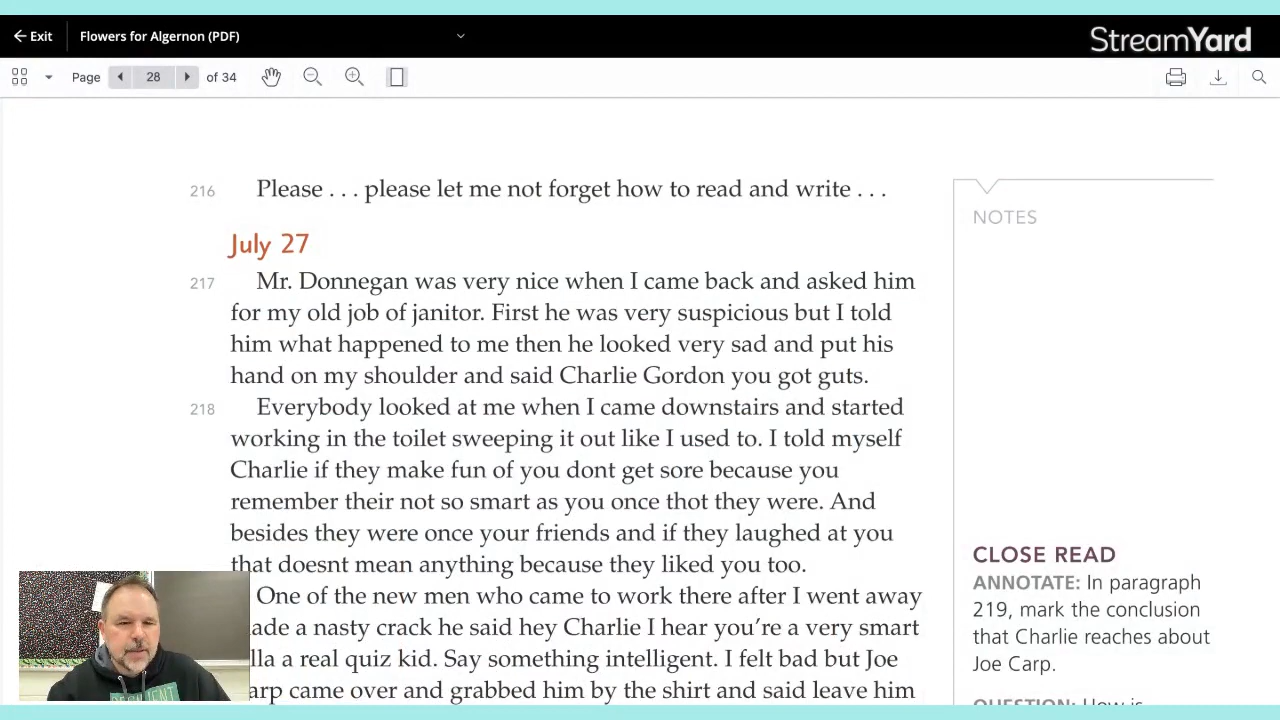 Exit
Flowers for Algernon (PDF)
StreamYard
Page 28 of 34
216 Please . . . please let me not forget how to read and write . . .
NOTES
July 27
217 Mr. Donnegan was very nice when I came back and asked him
for my old job of janitor. First he was very suspicious but I told
him what happened to me then he looked very sad and put his
hand on my shoulder and said Charlie Gordon you got guts.
218 Everybody looked at me when I came downstairs and started
working in the toilet sweeping it out like I used to. I told myself
Charlie if they make fun of you dont get sore because you
remember their not so smart as you once thot they were. And
besides they were once your friends and if they laughed at you
that doesnt mean anything because they liked you too.
One of the new men who came to work there after I went away
ade a nasty crack he said hey Charlie I hear you're a very smart
lla a real quiz kid. Say something intelligent. I felt bad but Joe
arp came over and grabbed him by the shirt and said leave him
CLOSE READ
ANNOTATE: In paragraph
219, mark the conclusion
that Charlie reaches about
Joe Carp.
QUESTION: How is